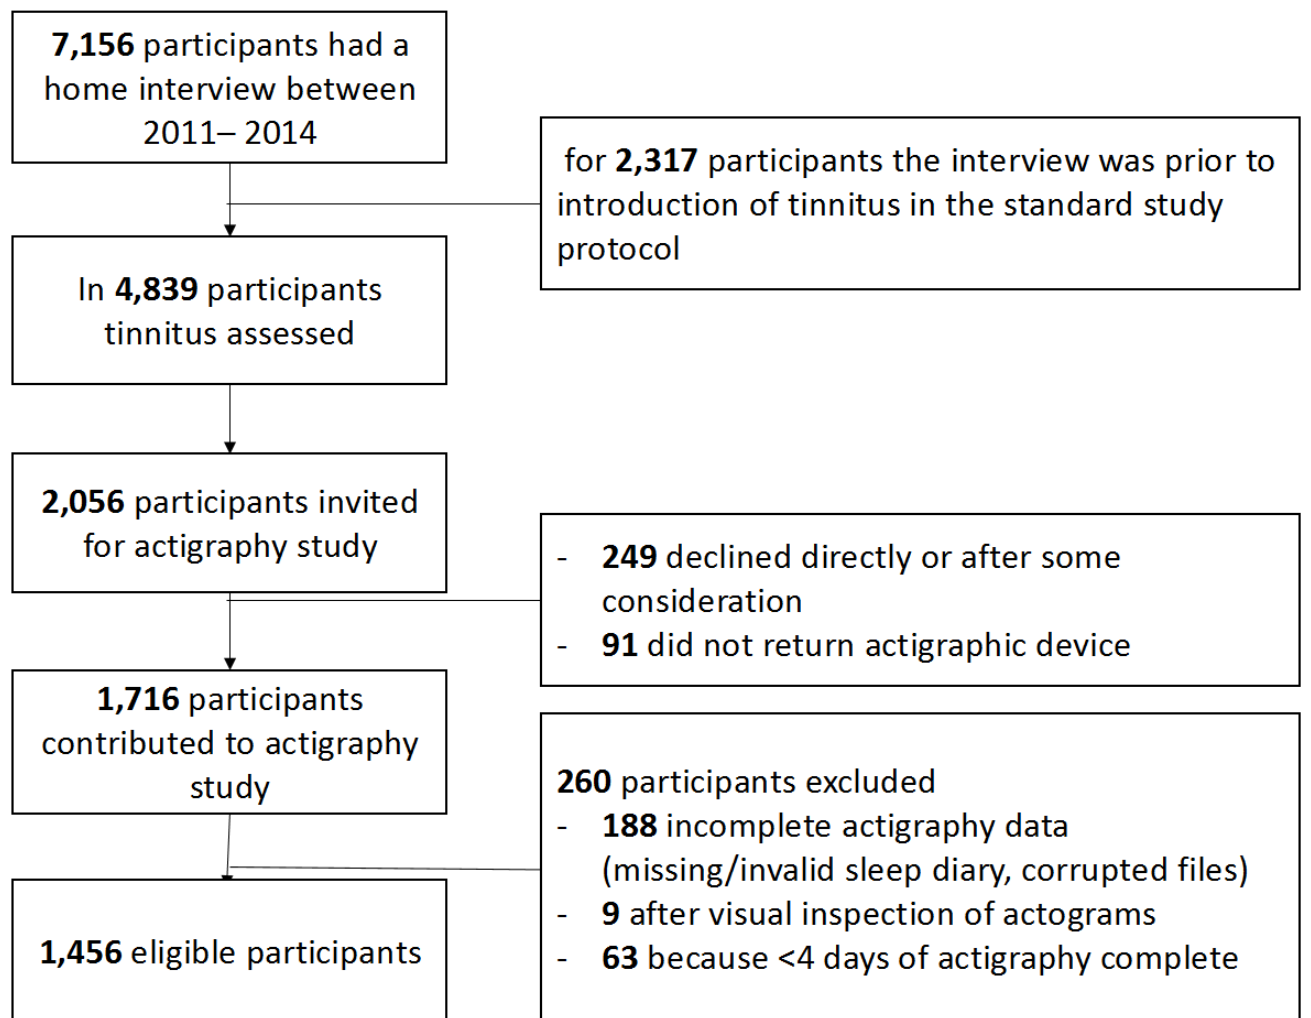 7,156 participants had a
home interview between
2011– 2014
for 2,317 participants the interview was prior to
introduction of tinnitus in the standard study
protocol
In 4,839 participants
tinnitus assessed
2,056 participants invited
for actigraphy study
- 249 declined directly or after some
consideration
- 91 did not return actigraphic device
1,716 participants
contributed to actigraphy
study
260 participants excluded
- 188 incomplete actigraphy data
(missing/invalid sleep diary, corrupted files)
- 9 after visual inspection of actograms
- 63 because <4 days of actigraphy complete
1,456 eligible participants